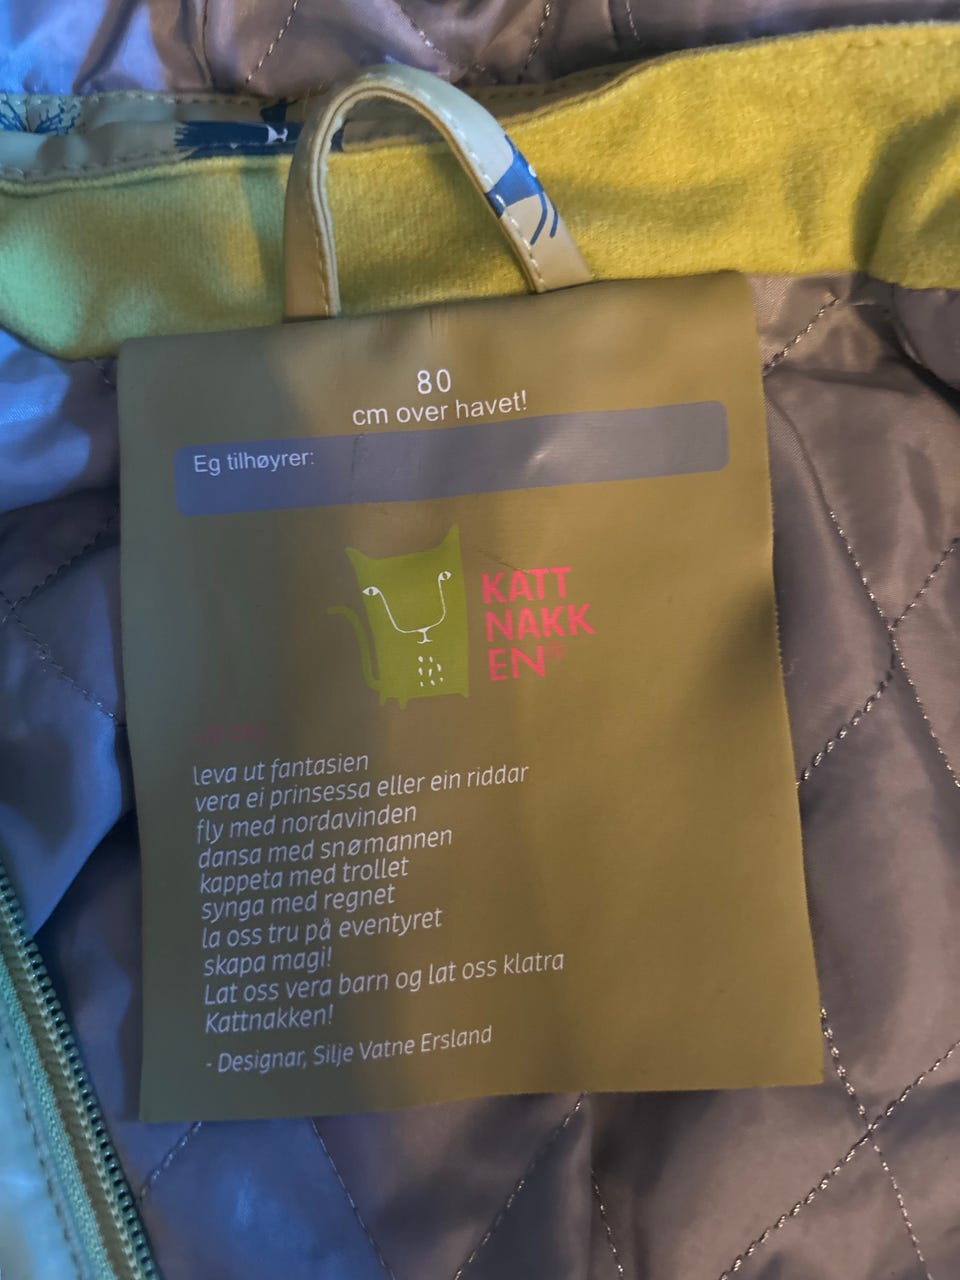 80
cm over havet!
Eg tilhøyrer:
KATT
NAKK
EN®
leva ut fantasien
vera ei prinsessa eller ein riddar
fly med nordavinden
dansa med snømannen
kappeta med trollet
synga med regnet
la oss tru på eventyret
skapa magi!
Lat oss vera barn og lat oss klatra
Kattnakken!
- Designar, Silje Vatne Ersland